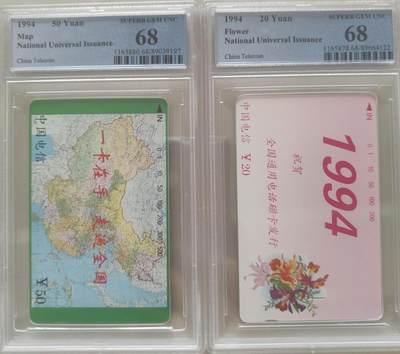 1994 50 Yuan
Map
National Universal Issuance
China Telecom
SUPERB GEM UNC
68
中国电信
IN
一卡在手 走遍全国
¥50
1994 20 Yuan
Flower
National Universal Issuance
China Telecom
SUPERB GEM UNC
68
中国电信
¥20
IN
1994
祝贺
全国通用电话磁卡发行